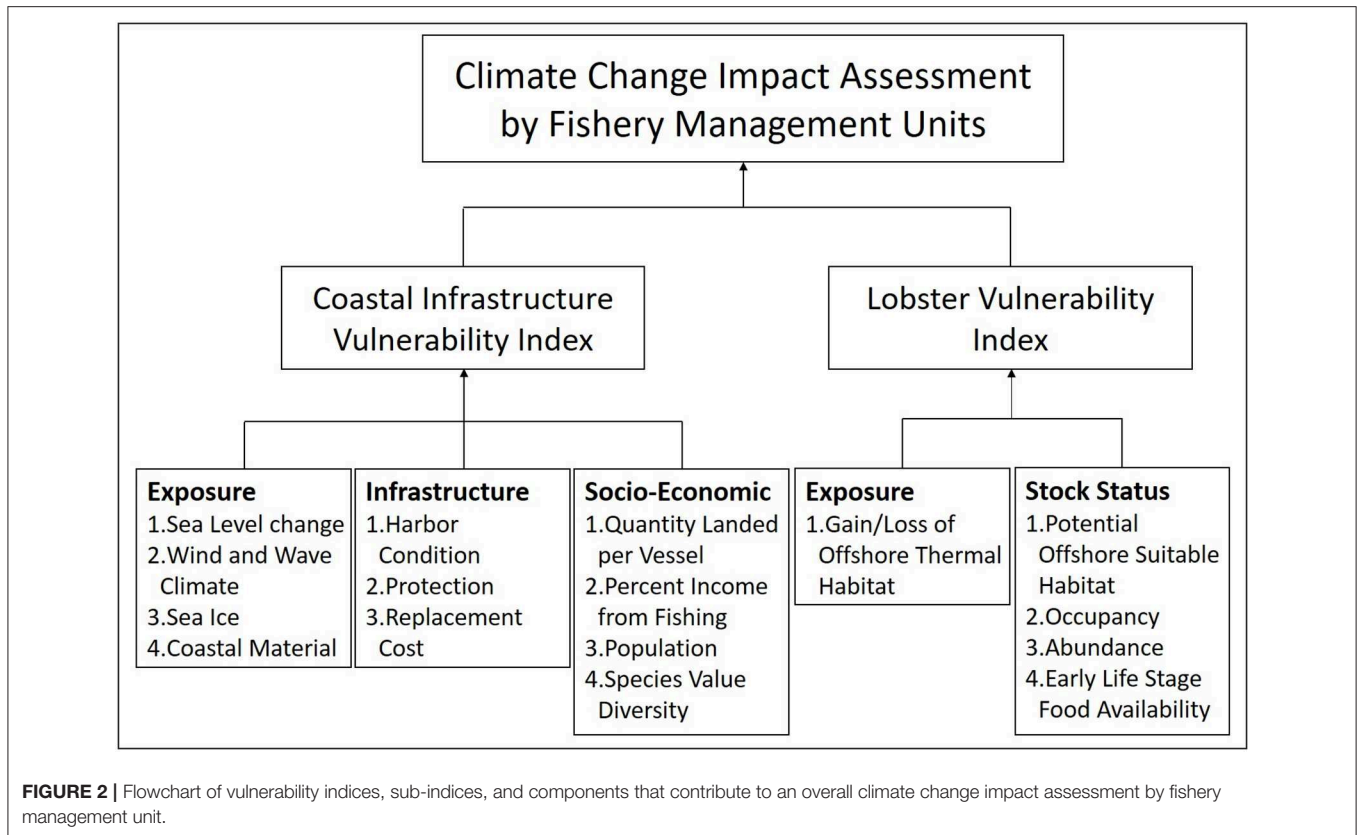 Climate Change Impact Assessment
by Fishery Management Units
Coastal Infrastructure
Vulnerability Index
Lobster Vulnerability
Index
Exposure
1.Sea Level change
2.Wind and Wave
Climate
3.Sea Ice
4.Coastal Material
Infrastructure
1.Harbor
Condition
2.Protection
3.Replacement
Cost
Socio-Economic
1.Quantity Landed
per Vessel
2.Percent Income
from Fishing
3.Population
4.Species Value
Diversity
Exposure
1.Gain/Loss of
Offshore Thermal
Habitat
Stock Status
1.Potential
Offshore Suitable
Habitat
2.Occupancy
3.Abundance
4.Early Life Stage
Food Availability
FIGURE 2 | Flowchart of vulnerability indices, sub-indices, and components that contribute to an overall climate change impact assessment by fishery
management unit.